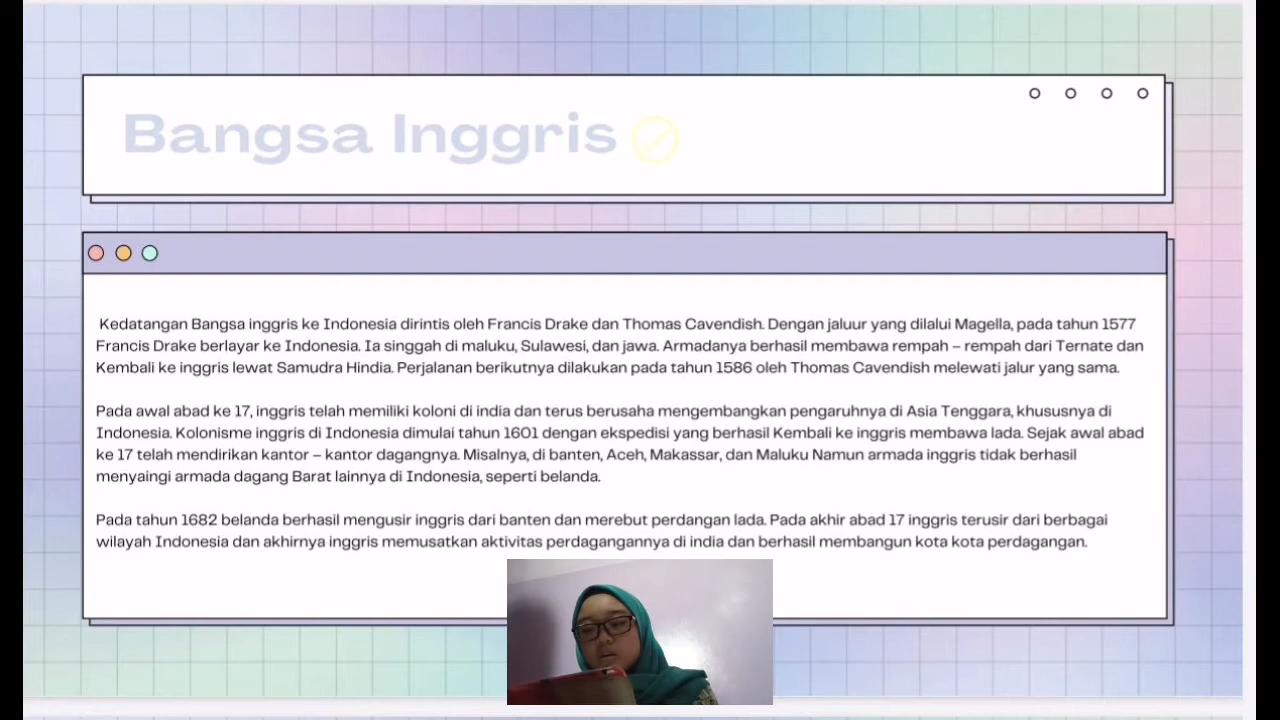 Bangsa Inggris
Kedatangan Bangsa inggris ke Indonesia dirintis oleh Francis Drake dan Thomas Cavendish. Dengan jaluur yang dilalui Magella, pada tahun 1577
Francis Drake berlayar ke Indonesia. Ia singgah di maluku, Sulawesi, dan jawa. Armadanya berhasil membawa rempah – rempah dari Ternate dan
Kembali ke inggris lewat Samudra Hindia. Perjalanan berikutnya dilakukan pada tahun 1586 oleh Thomas Cavendish melewati jalur yang sama.
Pada awal abad ke 17, inggris telah memiliki koloni di india dan terus berusaha mengembangkan pengaruhnya di Asia Tenggara, khususnya di
Indonesia. Kolonisme inggris di Indonesia dimulai tahun 1601 dengan ekspedisi yang berhasil Kembali ke inggris membawa lada. Sejak awal abad
ke 17 telah mendirikan kantor – kantor dagangnya. Misalnya, di banten, Aceh, Makassar, dan Maluku Namun armada inggris tidak berhasil
menyaingi armada dagang Barat lainnya di Indonesia, seperti belanda.
Pada tahun 1682 belanda berhasil mengusir inggris dari banten dan merebut perdangan lada. Pada akhir abad 17 inggris terusir dari berbagai
wilayah Indonesia dan akhirnya inggris memusatkan aktivitas perdagangannya di india dan berhasil membangun kota kota perdagangan.